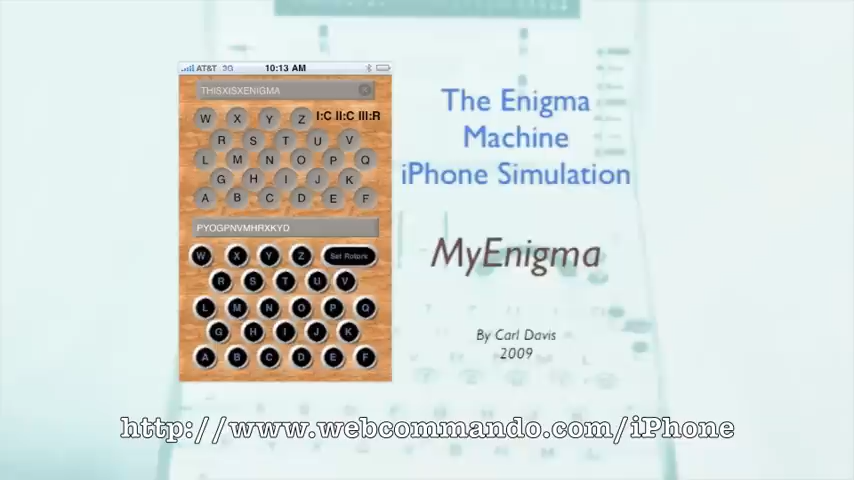 AT&T 3G 10:13 AM
THISXISXENIGMA
W X Y Z I:C II:C III:R
R S T U V
L M N O P Q
G H I J K
A B C D E F
PYOGPNVMHRXKYD
W X Y Z Set Rotors
R S T U V
L M N O P Q
G H I J K
A B C D E F
The Enigma
Machine
iPhone Simulation
MyEnigma
By Carl Davis
2009
http://www.webcommando.com/iPhone